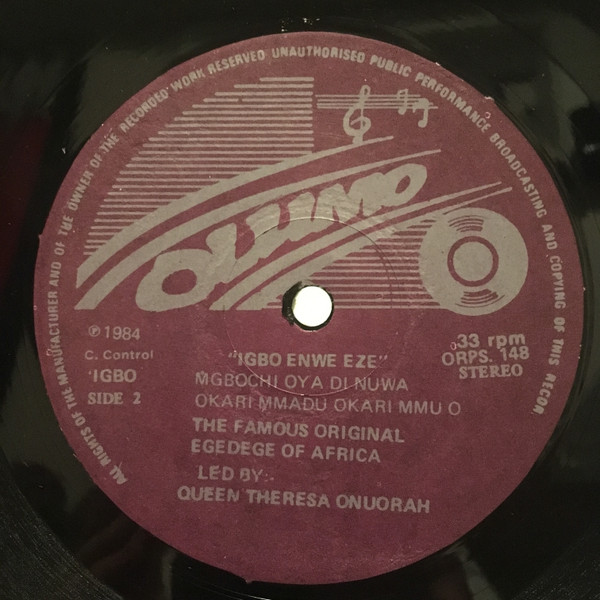 ALL RIGHTS OF THE MANUFACTURER AND OF THE OWNER OF THE RECORDED WORK RESERVED UNAUTHORISED PUBLIC PERFORMANCE BROADCASTING AND COPYING OF THIS RECOR
OLUMO
℗ 1984
C. Control
'IGBO
SIDE 2
33 rpm
ORPS. 148
STEREO
"IGBO ENWE EZE"
MGBOCHI OYA DI NUWA
OKARI MMADU OKARI MMU O
THE FAMOUS ORIGINAL
EGEDEGE OF AFRICA
LED BY:-
QUEEN THERESA ONUORAH